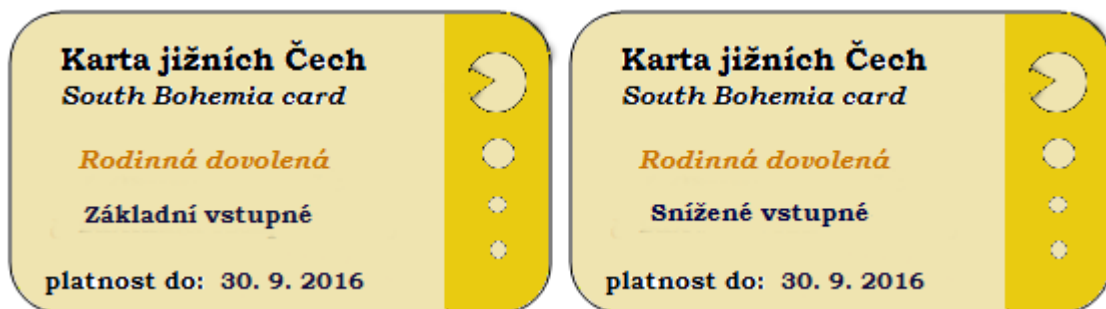 Karta jižních Čech
South Bohemia card
Rodinná dovolená
Základní vstupné
platnost do: 30. 9. 2016
Karta jižních Čech
South Bohemia card
Rodinná dovolená
Snížené vstupné
platnost do: 30. 9. 2016